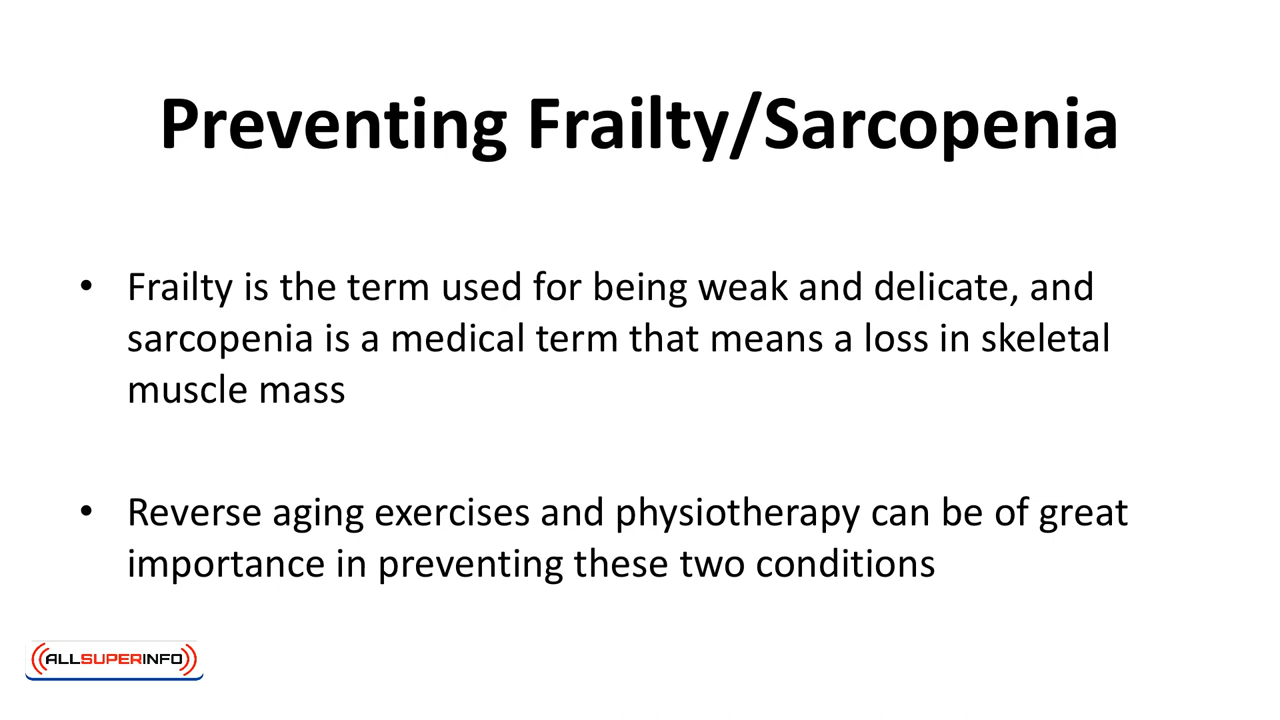 Preventing Frailty/Sarcopenia
• Frailty is the term used for being weak and delicate, and
sarcopenia is a medical term that means a loss in skeletal
muscle mass
• Reverse aging exercises and physiotherapy can be of great
importance in preventing these two conditions
ALLSUPERINFO